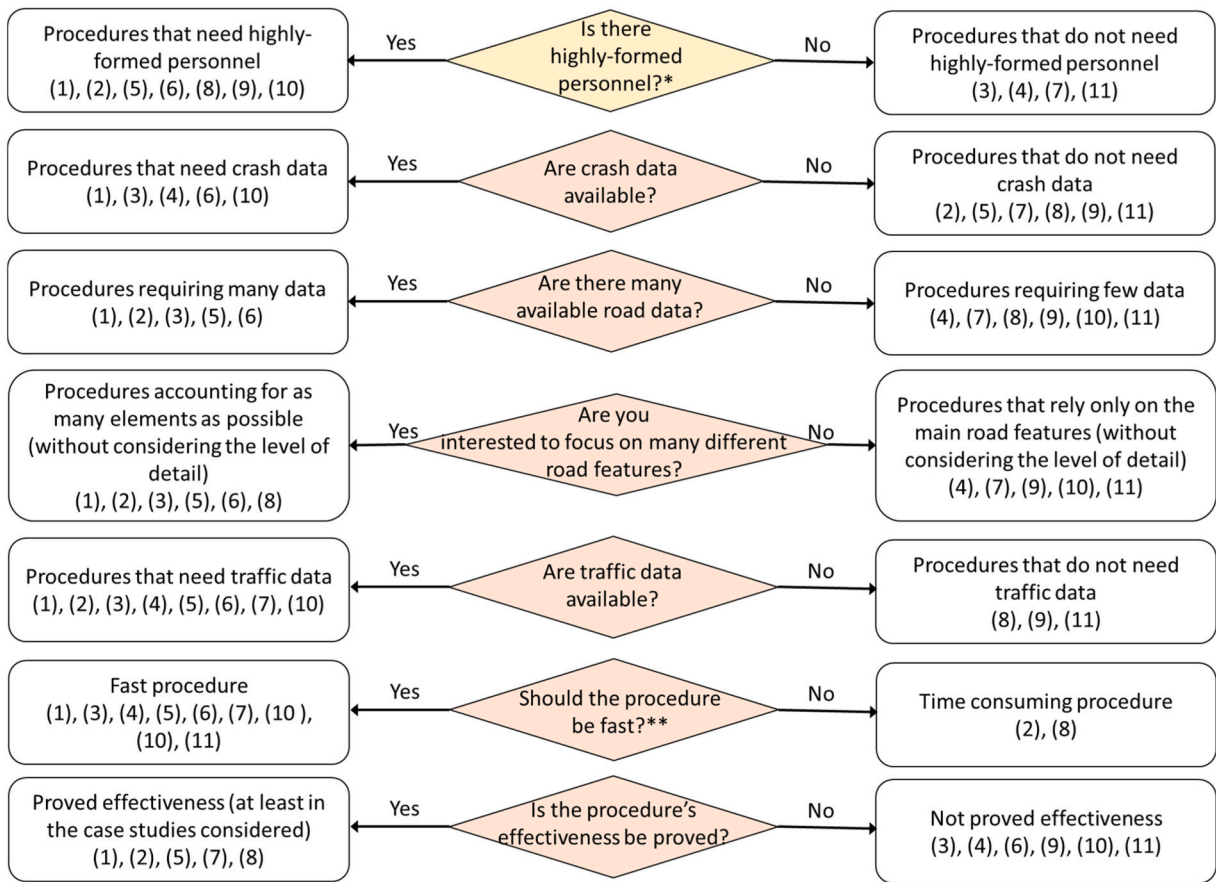 Procedures that need highly-
formed personnel
(1), (2), (5), (6), (8), (9), (10)
Yes
Is there
highly-formed
personnel?*
No
Procedures that do not need
highly-formed personnel
(3), (4), (7), (11)
Procedures that need crash data
(1), (3), (4), (6), (10)
Yes
Are crash data
available?
No
Procedures that do not need
crash data
(2), (5), (7), (8), (9), (11)
Procedures requiring many data
(1), (2), (3), (5), (6)
Yes
Are there many
available road data?
No
Procedures requiring few data
(4), (7), (8), (9), (10), (11)
Procedures accounting for as
many elements as possible
(without considering the level of
detail)
(1), (2), (3), (5), (6), (8)
Yes
Are you
interested to focus on many different
road features?
No
Procedures that rely only on the
main road features (without
considering the level of detail)
(4), (7), (9), (10), (11)
Procedures that need traffic data
(1), (2), (3), (4), (5), (6), (7), (10)
Yes
Are traffic data
available?
No
Procedures that do not need
traffic data
(8), (9), (11)
Fast procedure
(1), (3), (4), (5), (6), (7), (10 ),
(10), (11)
Yes
Should the procedure
be fast?**
No
Time consuming procedure
(2), (8)
Proved effectiveness (at least in
the case studies considered)
(1), (2), (5), (7), (8)
Yes
Is the procedure's
effectiveness be proved?
No
Not proved effectiveness
(3), (4), (6), (9), (10), (11)